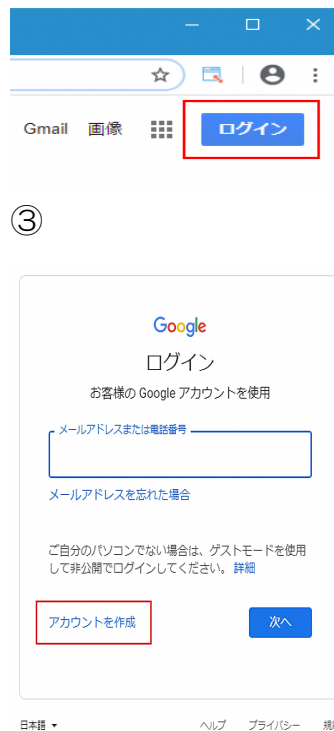 Gmail 画像 ログイン
③
Google
ログイン
お客様の Google アカウントを使用
メールアドレスまたは電話番号
メールアドレスを忘れた場合
ご自分のパソコンでない場合は、ゲストモードを使用
して非公開でログインしてください。 詳細
アカウントを作成 次へ
日本語 ヘルプ プライバシー